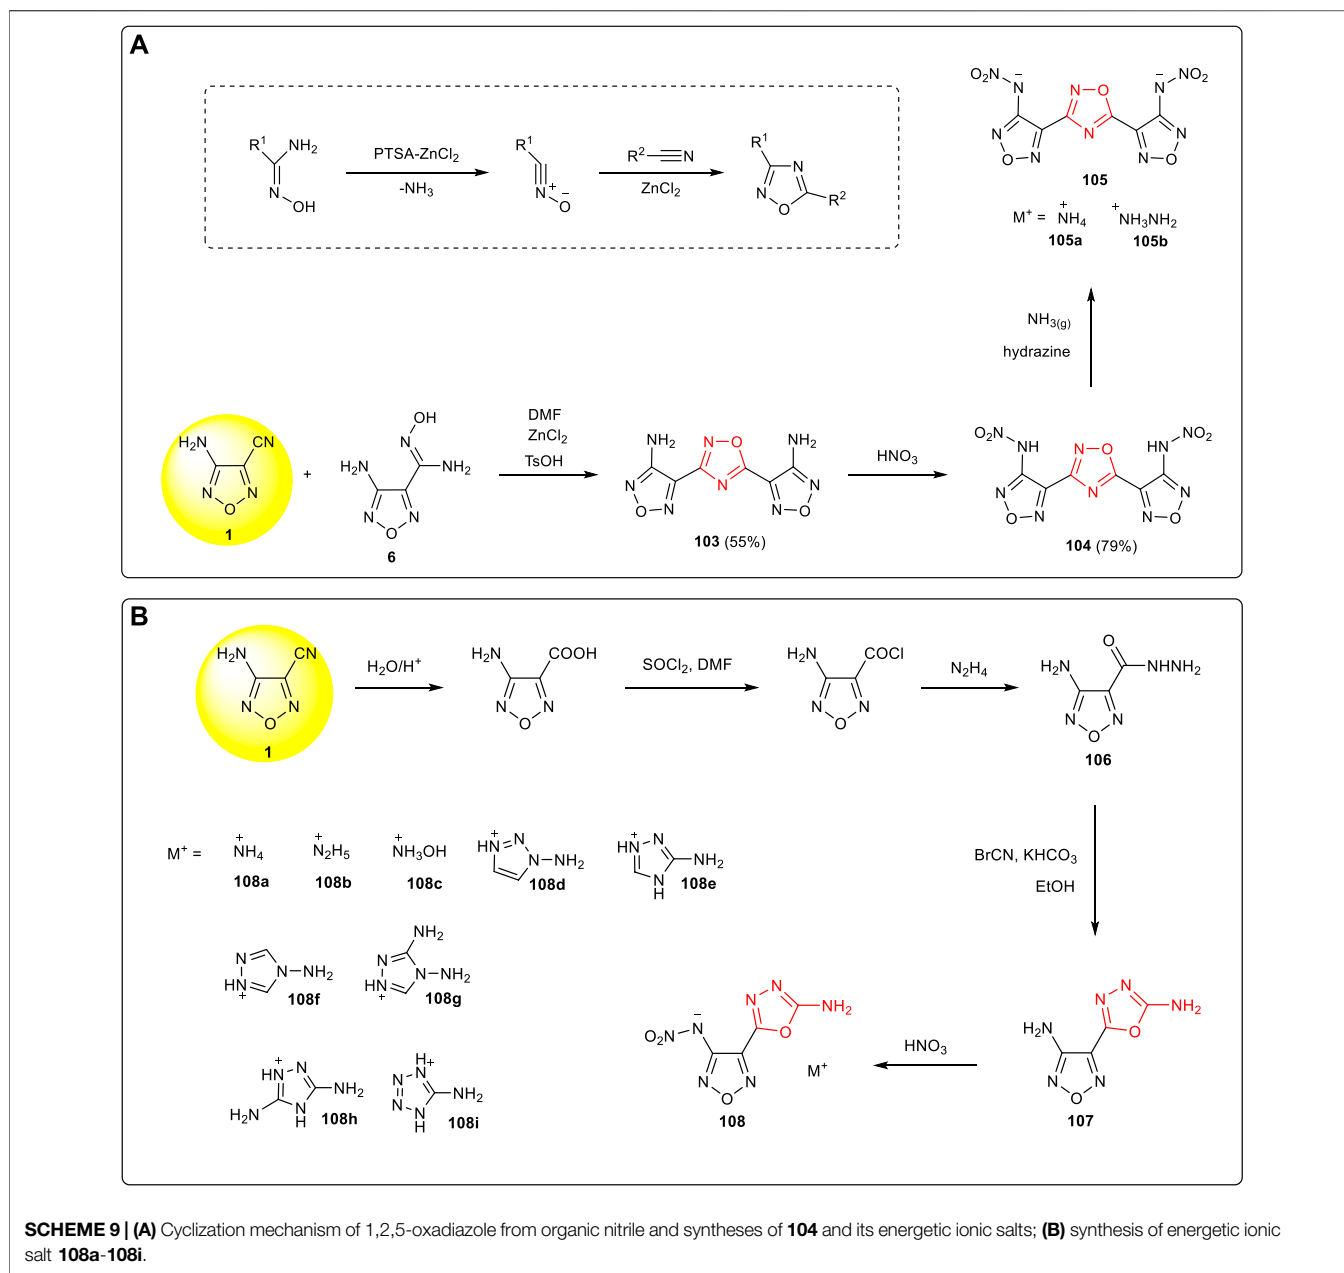 A
R1 NH2
N
OH
PTSA-ZnCl2
-NH3
R1
N+
−
O
R2 N
ZnCl2
R1
N
N
O
R2
O2N N− N− NO2
N O
N
N N
N O N N O
105
M+ = +NH4 +NH3NH2
105a 105b
NH3(g)
hydrazine
H2N CN
N N
O
1
+
OH
N
H2N NH2
N N
O
6
DMF
ZnCl2
TsOH
NH2 N O NH2
N
N N
O N N O
103 (55%)
HNO3
O2N NH HN NO2
N O
N
N N
O N N O
104 (79%)
B
H2N CN
N N
O
1
H2O/H+
H2N COOH
N N
O
SOCl2, DMF
H2N COCl
N N
O
N2H4
O
H2N NHNH2
N N
O
106
BrCN, KHCO3
EtOH
M+ = +NH4 +N2H5 +NH3OH
108a 108b 108c
+
HN N
N NH2
108d
+
HN N
NH2
N
H
108e
N
N NH2
HN
+
108f
NH2
N
N NH2
HN
+
108g
+
HN N
NH2
H2N N
H
108h
H+
N
N NH2
N N
H
108i
N N
NH2
O
O2N N−
N N
O
108
M+
HNO3
N N
NH2
O
H2N
N N
O
107
SCHEME 9 | (A) Cyclization mechanism of 1,2,5-oxadiazole from organic nitrile and syntheses of 104 and its energetic ionic salts; (B) synthesis of energetic ionic
salt 108a-108i.